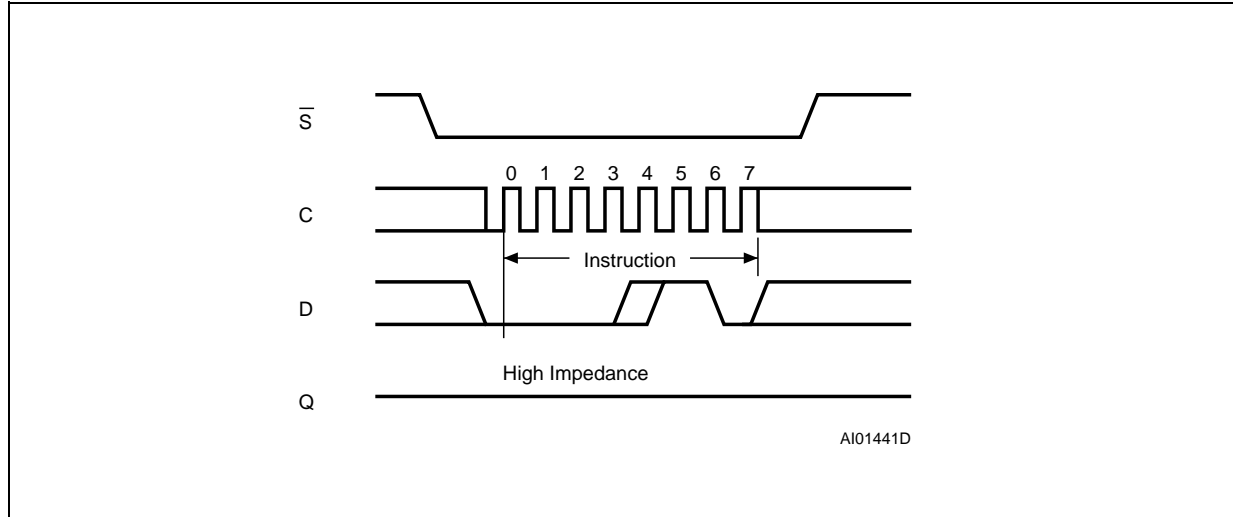 S̅
0 1 2 3 4 5 6 7
C
Instruction
D
High Impedance
Q
AI01441D